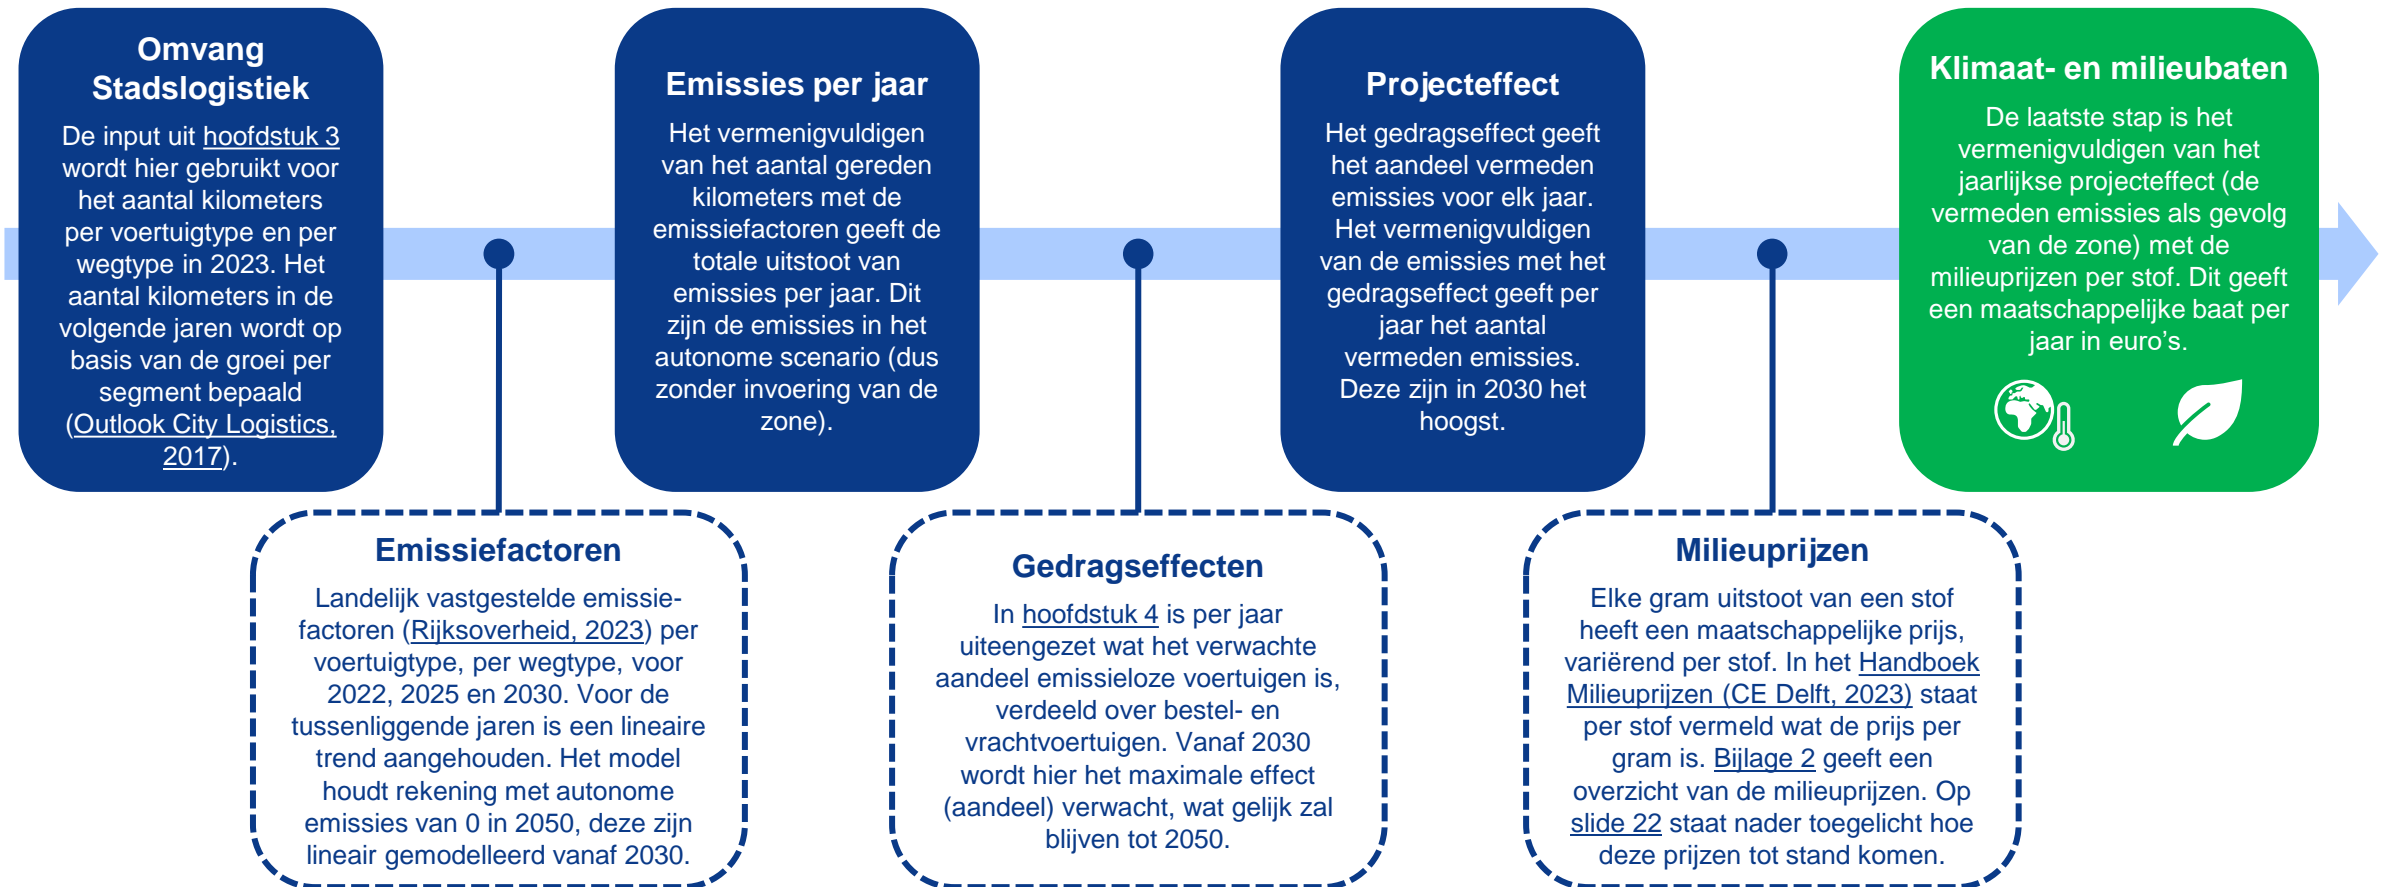 Omvang
Stadslogistiek
De input uit hoofdstuk 3
wordt hier gebruikt voor
het aantal kilometers
per voertuigtype en per
wegtype in 2023. Het
aantal kilometers in de
volgende jaren wordt op
basis van de groei per
segment bepaald
(Outlook City Logistics,
2017).
Emissiefactoren
Landelijk vastgestelde emissie-
factoren (Rijksoverheid, 2023) per
voertuigtype, per wegtype, voor
2022, 2025 en 2030. Voor de
tussenliggende jaren is een lineaire
trend aangehouden. Het model
houdt rekening met autonome
emissies van 0 in 2050, deze zijn
lineair gemodelleerd vanaf 2030.
Emissies per jaar
Het vermenigvuldigen
van het aantal gereden
kilometers met de
emissiefactoren geeft de
totale uitstoot van
emissies per jaar. Dit
zijn de emissies in het
autonome scenario (dus
zonder invoering van de
zone).
Gedragseffecten
In hoofdstuk 4 is per jaar
uiteengezet wat het verwachte
aandeel emissieloze voertuigen is,
verdeeld over bestel- en
vrachtvoertuigen. Vanaf 2030
wordt hier het maximale effect
(aandeel) verwacht, wat gelijk zal
blijven tot 2050.
Projecteffect
Het gedragseffect geeft
het aandeel vermeden
emissies voor elk jaar.
Het vermenigvuldigen
van de emissies met het
gedragseffect geeft per
jaar het aantal
vermeden emissies.
Deze zijn in 2030 het
hoogst.
Milieuprijzen
Elke gram uitstoot van een stof
heeft een maatschappelijke prijs,
variërend per stof. In het Handboek
Milieuprijzen (CE Delft, 2023) staat
per stof vermeld wat de prijs per
gram is. Bijlage 2 geeft een
overzicht van de milieuprijzen. Op
slide 22 staat nader toegelicht hoe
deze prijzen tot stand komen.
Klimaat- en milieubaten
De laatste stap is het
vermenigvuldigen van het
jaarlijkse projecteffect (de
vermeden emissies als gevolg
van de zone) met de
milieuprijzen per stof. Dit geeft
een maatschappelijke baat per
jaar in euro’s.